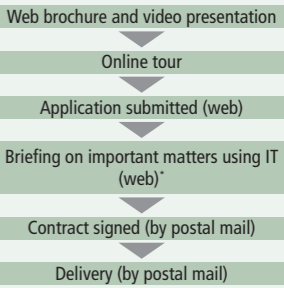 Web brochure and video presentation
Online tour
Application submitted (web)
Briefing on important matters using IT
(web)*
Contract signed (by postal mail)
Delivery (by postal mail)